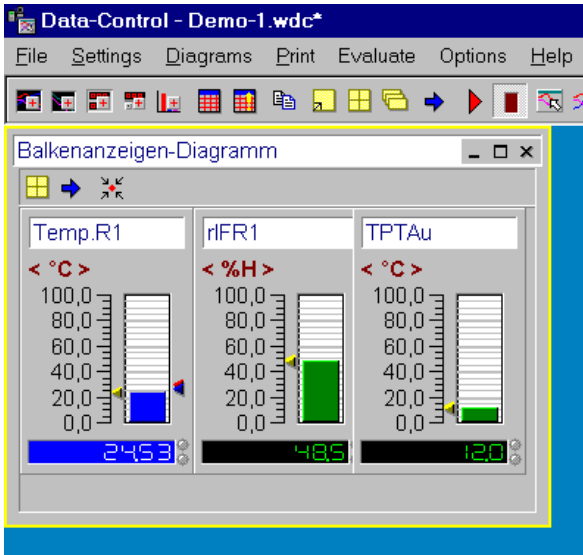 Data-Control - Demo-1.wdc*
File Settings Diagrams Print Evaluate Options Help
Balkenanzeigen-Diagramm
Temp.R1 rIFR1 TPTAu
< °C > < %H > < °C >
100,0 100,0 100,0
80,0 80,0 80,0
60,0 60,0 60,0
40,0 40,0 40,0
20,0 20,0 20,0
0,0 0,0 0,0
24,53 48,5 12,0